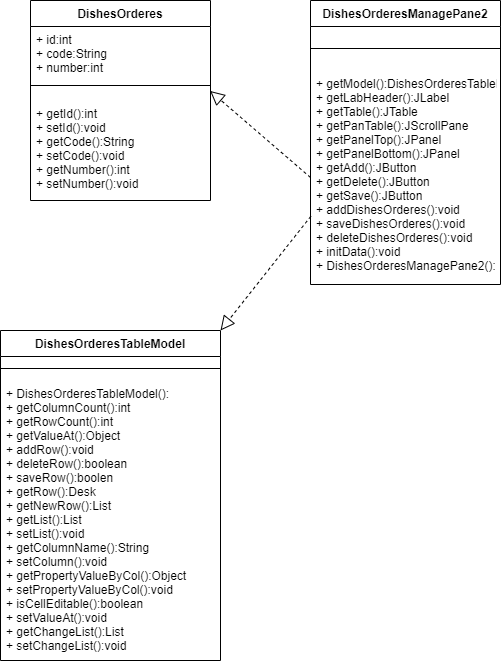 DishesOrderes
+ id:int
+ code:String
+ number:int
+ getId():int
+ setId():void
+ getCode():String
+ setCode():void
+ getNumber():int
+ setNumber():void
DishesOrderesManagePane2
+ getModel():DishesOrderesTable
+ getLabHeader():JLabel
+ getTable():JTable
+ getPanTable():JScrollPane
+ getPanelTop():JPanel
+ getPanelBottom():JPanel
+ getAdd():JButton
+ getDelete():JButton
+ getSave():JButton
+ addDishesOrderes():void
+ saveDishesOrderes():void
+ deleteDishesOrderes():void
+ initData():void
+ DishesOrderesManagePane2():
DishesOrderesTableModel
+ DishesOrderesTableModel():
+ getColumnCount():int
+ getRowCount():int
+ getValueAt():Object
+ addRow():void
+ deleteRow():boolean
+ saveRow():boolen
+ getRow():Desk
+ getNewRow():List
+ getList():List
+ setList():void
+ getColumnName():String
+ setColumn():void
+ getPropertyValueByCol():Object
+ setPropertyValueByCol():void
+ isCellEditable():boolean
+ setValueAt():void
+ getChangeList():List
+ setChangeList():void